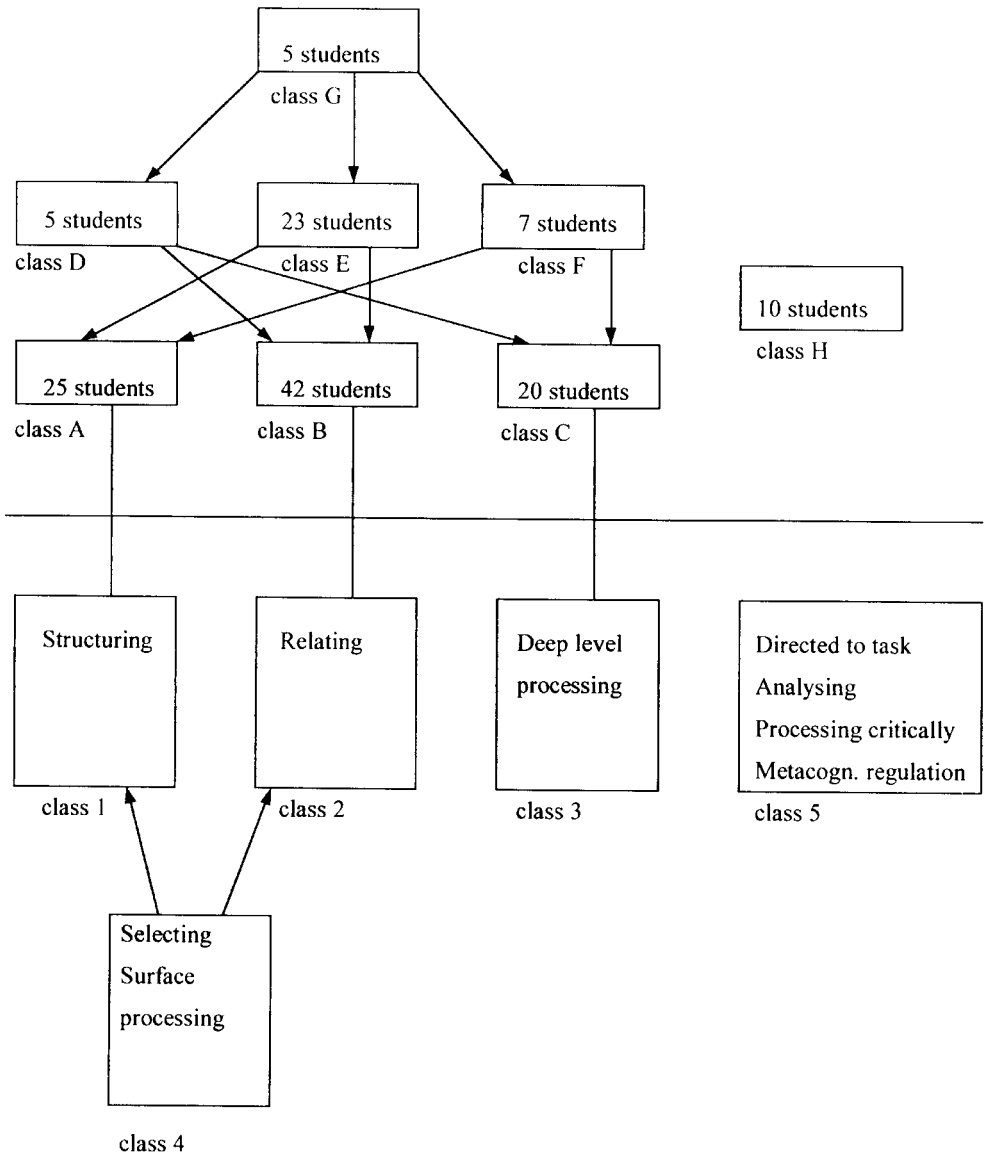 5 students
class G
5 students
23 students
7 students
class D
class E
class F
10 students
class H
25 students
42 students
20 students
class A
class B
class C
Structuring
Relating
Deep level
processing
Directed to task
Analysing
Processing critically
Metacogn. regulation
class 1
class 2
class 3
class 5
Selecting
Surface
processing
class 4